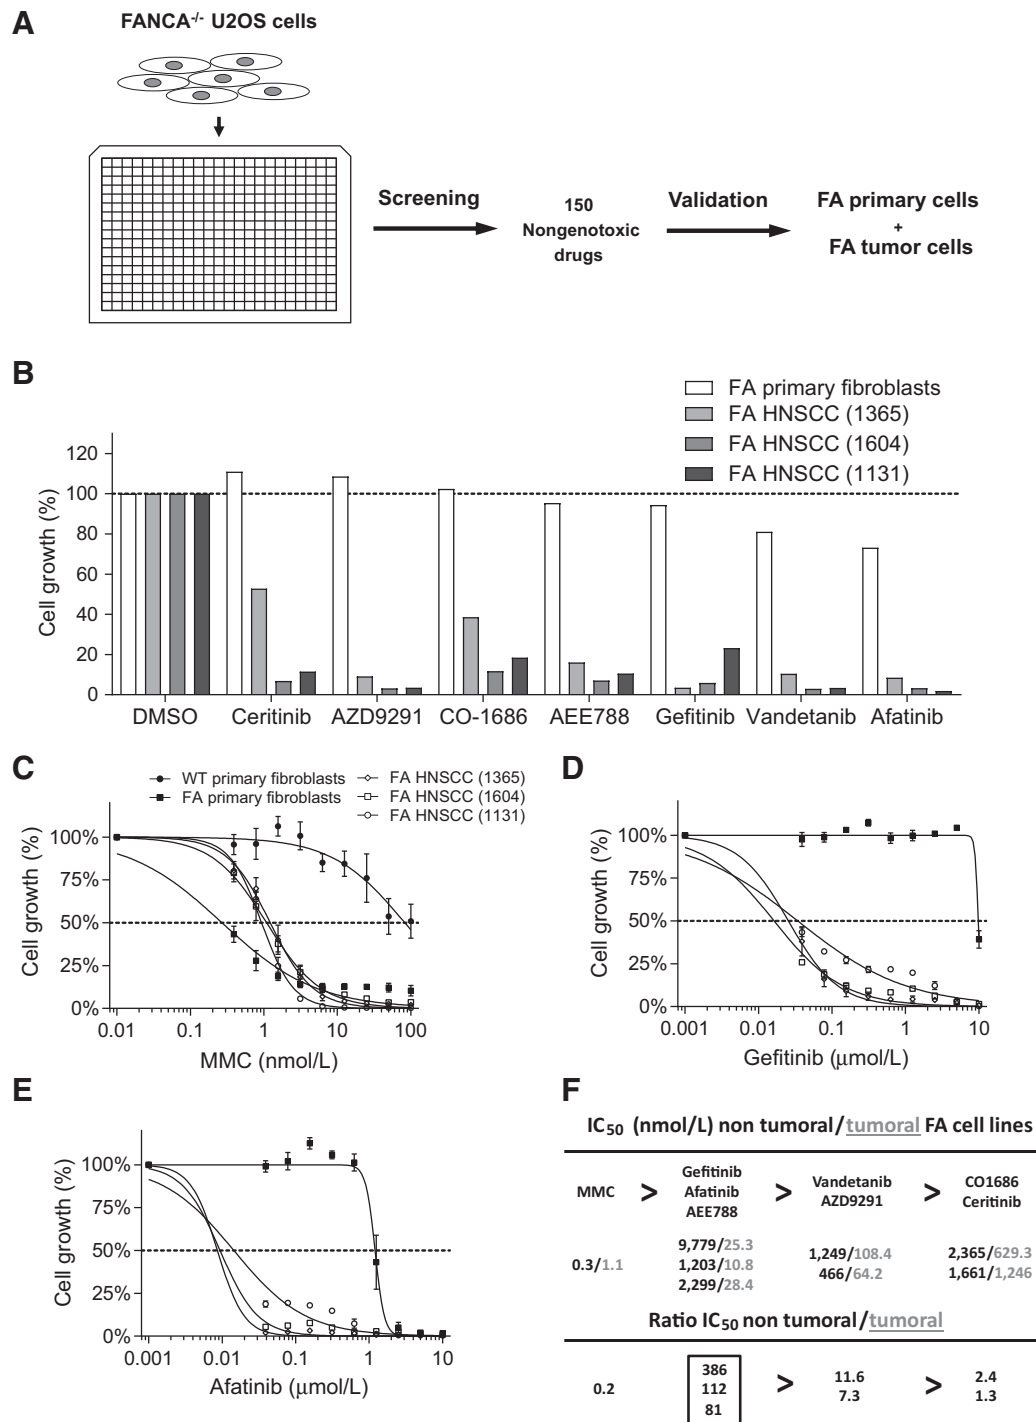 A
FANCA-/- U2OS cells
Screening
150
Nongenotoxic
drugs
Validation
FA primary cells
+
FA tumor cells
B
FA primary fibroblasts
FA HNSCC (1365)
FA HNSCC (1604)
FA HNSCC (1131)
Cell growth (%)
120
100
80
60
40
20
0
DMSO
Ceritinib
AZD9291
CO-1686
AEE788
Gefitinib
Vandetanib
Afatinib
C
WT primary fibroblasts
FA primary fibroblasts
FA HNSCC (1365)
FA HNSCC (1604)
FA HNSCC (1131)
Cell growth (%)
100%
75%
50%
25%
0%
0.01
0.1
1
10
100
MMC (nmol/L)
D
Cell growth (%)
100%
75%
50%
25%
0%
0.001
0.01
0.1
1
10
Gefitinib (μmol/L)
E
Cell growth (%)
100%
75%
50%
25%
0%
0.001
0.01
0.1
1
10
Afatinib (μmol/L)
F
IC50 (nmol/L) non tumoral/tumoral FA cell lines
MMC
>
Gefitinib
Afatinib
AEE788
>
Vandetanib
AZD9291
>
CO1686
Ceritinib
0.3/1.1
9,779/25.3
1,203/10.8
2,299/28.4
1,249/108.4
466/64.2
2,365/629.3
1,661/1,246
Ratio IC50 non tumoral/tumoral
0.2
386
112
81
>
11.6
7.3
>
2.4
1.3